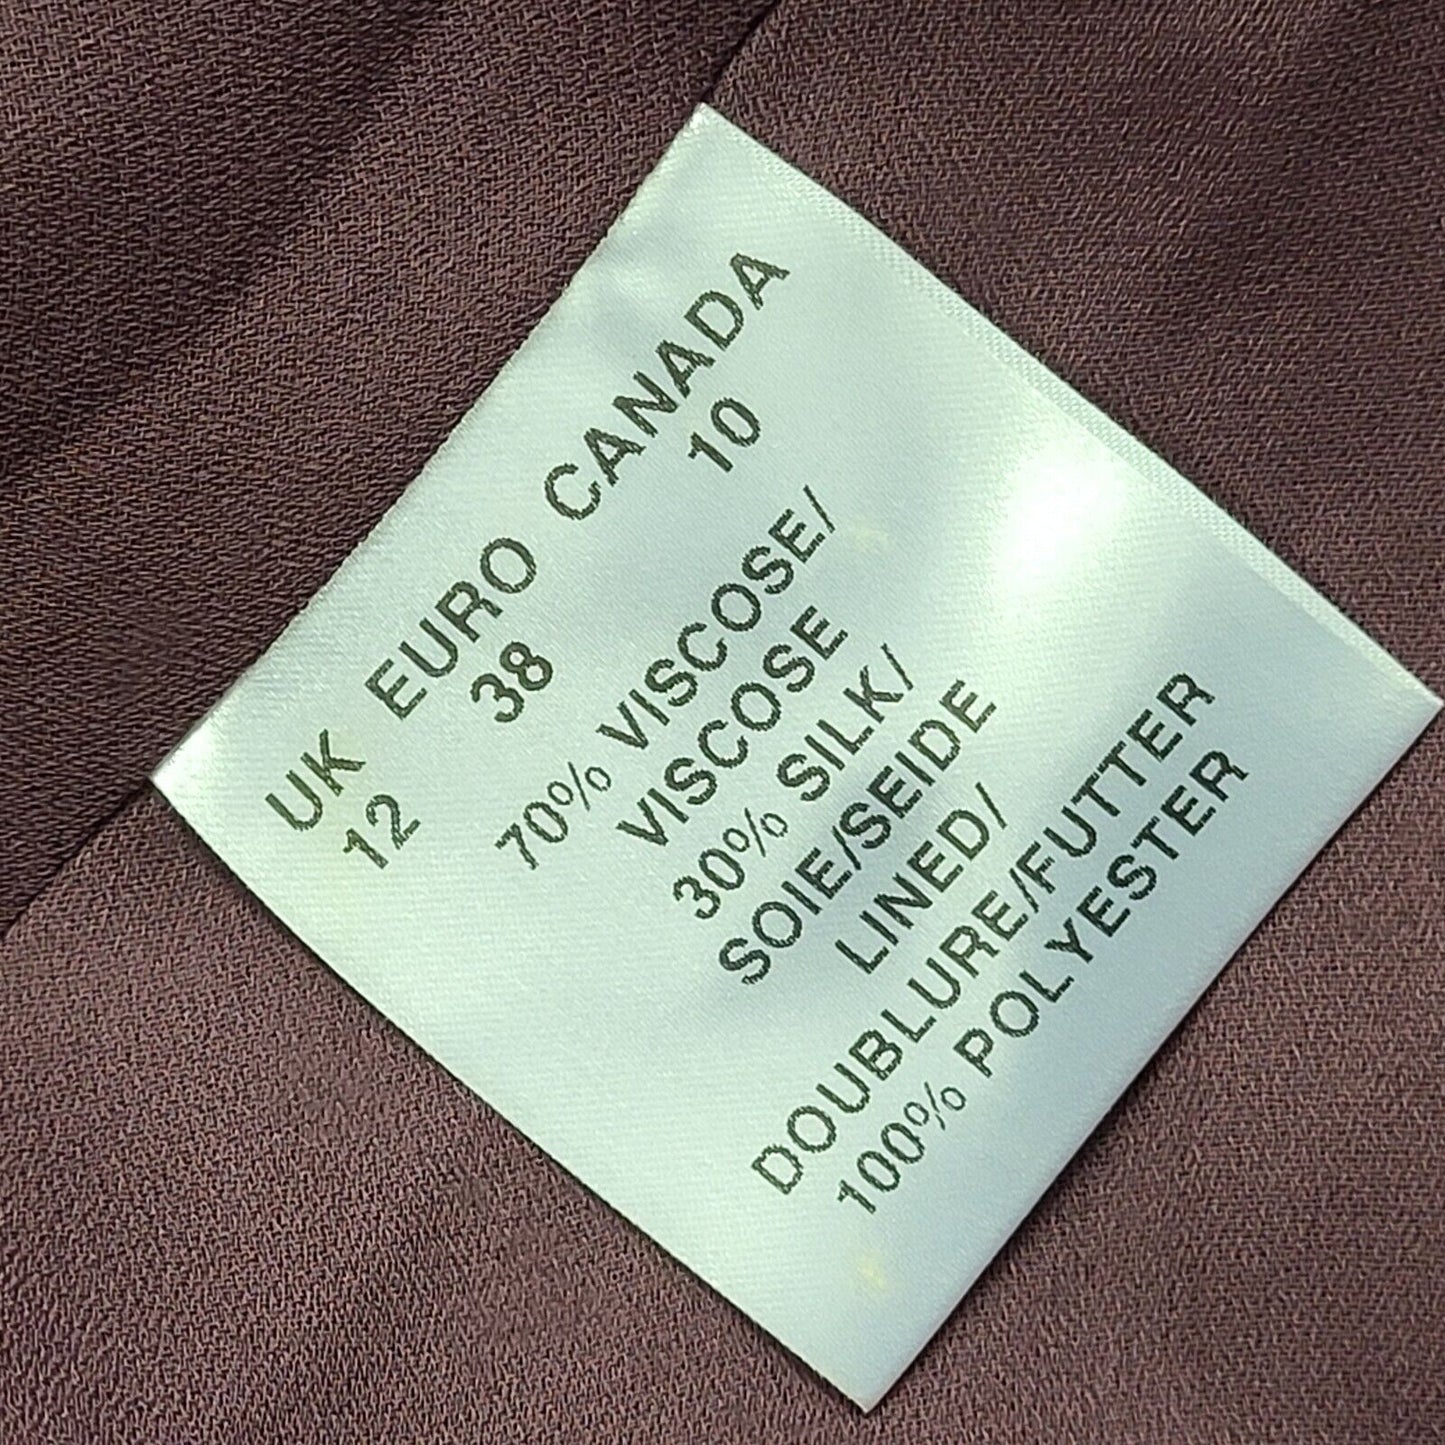 UK EURO CANADA
12 38 10
70% VISCOSE/
VISCOSE
30% SILK/
SOIE/SEIDE
LINED/
DOUBLURE/FUTTER
100% POLYESTER